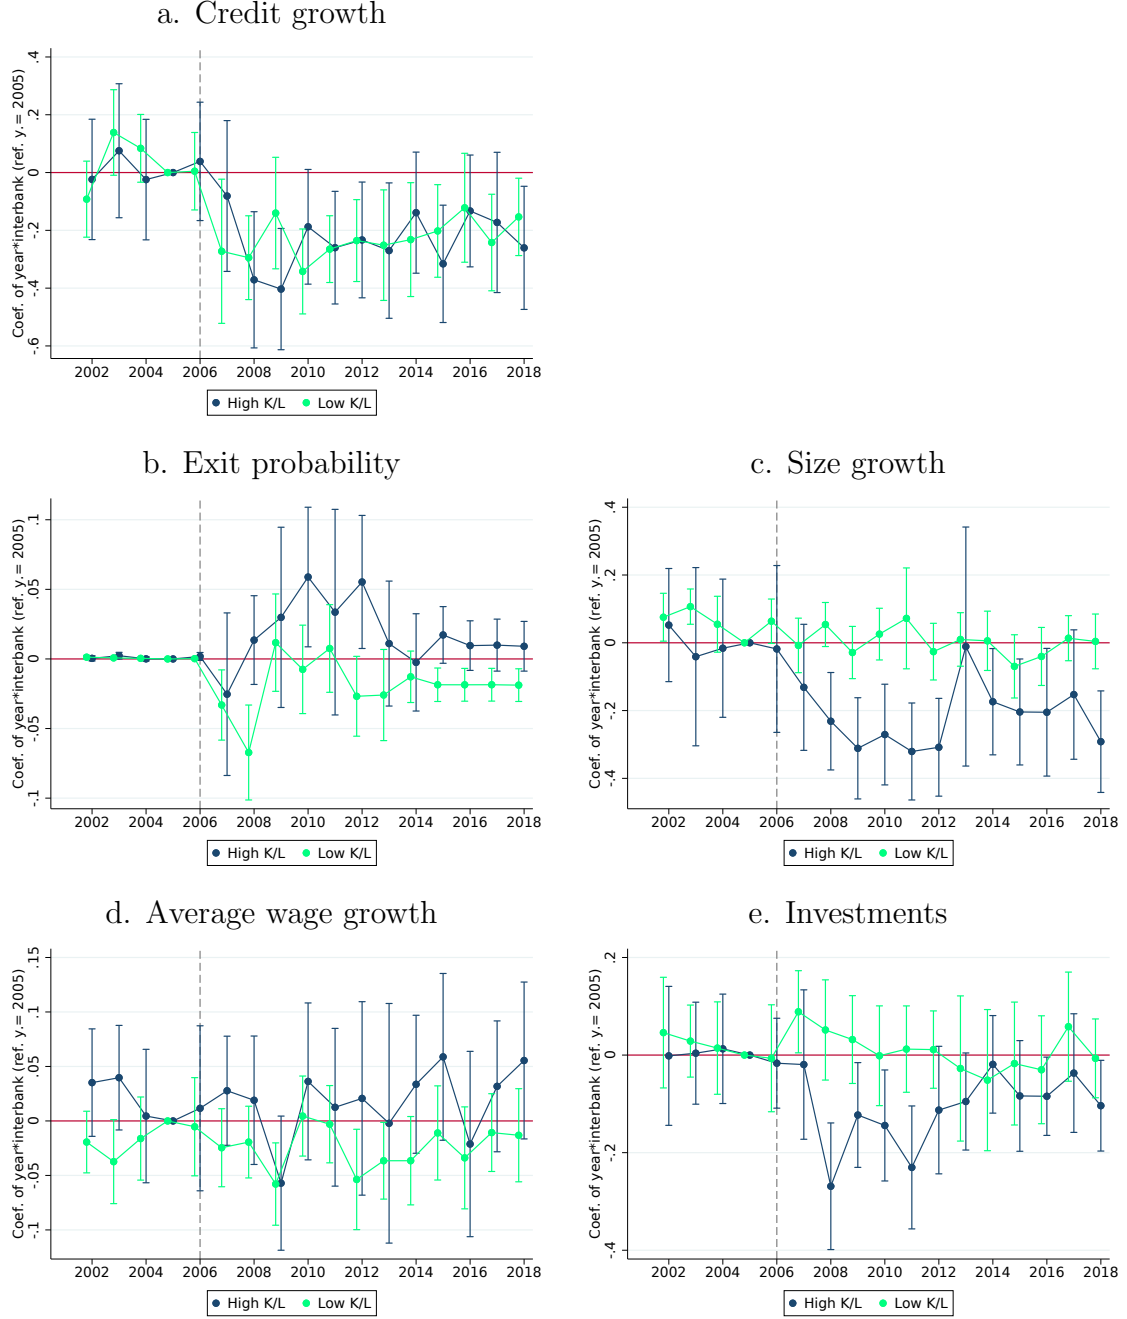 a. Credit growth
Coef. of year*interbank (ref. y.= 2005)
.4
.2
0
-.2
-.4
-.6
2002 2004 2006 2008 2010 2012 2014 2016 2018
High K/L Low K/L
b. Exit probability
Coef. of year*interbank (ref. y.= 2005)
.1
.05
0
-.05
-.1
2002 2004 2006 2008 2010 2012 2014 2016 2018
High K/L Low K/L
c. Size growth
Coef. of year*interbank (ref. y.= 2005)
.4
.2
0
-.2
-.4
2002 2004 2006 2008 2010 2012 2014 2016 2018
High K/L Low K/L
d. Average wage growth
Coef. of year*interbank (ref. y.= 2005)
.15
.1
.05
0
-.05
-.1
2002 2004 2006 2008 2010 2012 2014 2016 2018
High K/L Low K/L
e. Investments
Coef. of year*interbank (ref. y.= 2005)
.2
0
-.2
-.4
2002 2004 2006 2008 2010 2012 2014 2016 2018
High K/L Low K/L